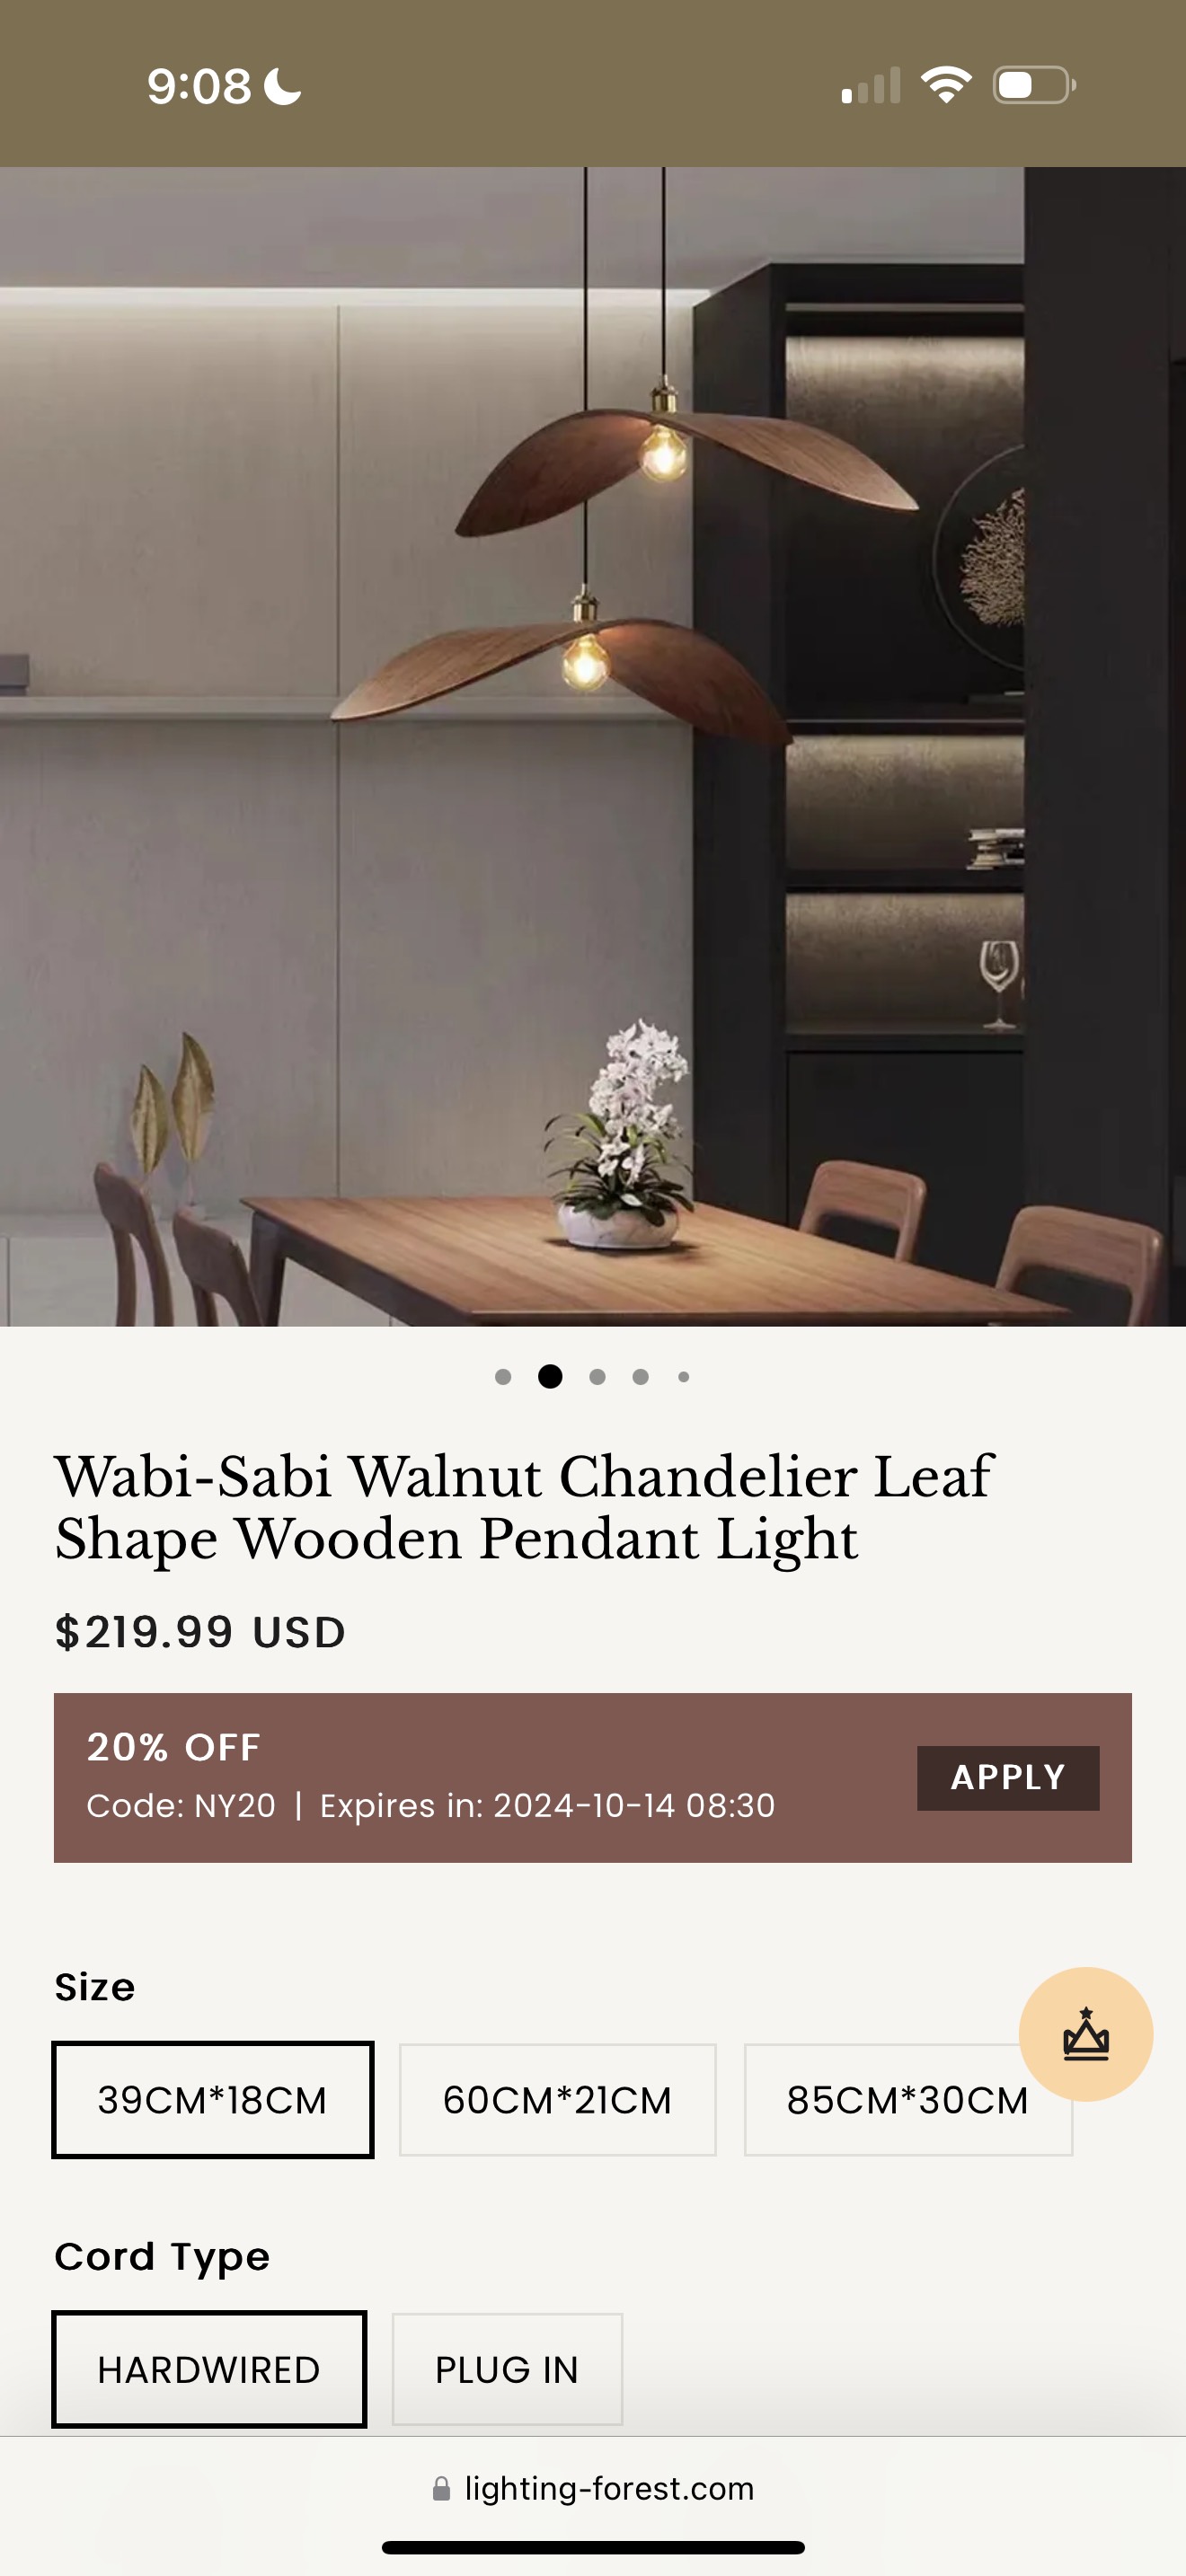 9:08
Wabi-Sabi Walnut Chandelier Leaf
Shape Wooden Pendant Light
$219.99 USD
20% OFF
Code: NY20 | Expires in: 2024-10-14 08:30
APPLY
Size
39CM*18CM 60CM*21CM 85CM*30CM
Cord Type
HARDWIRED PLUG IN
lighting-forest.com